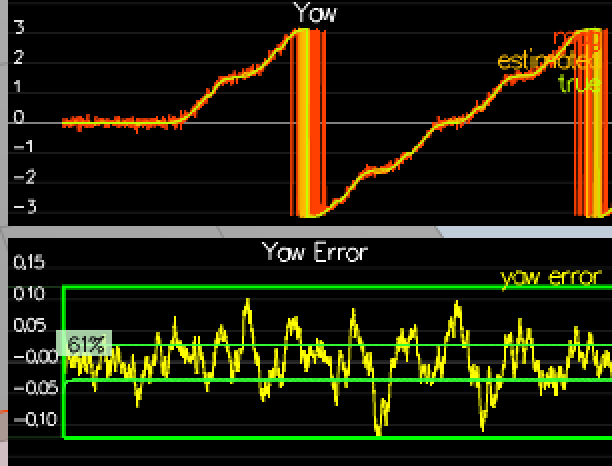 Yaw
3
2
1
0
-1
-2
-3
mag
estimated
true
Yaw Error
0.15
0.10
0.05
-0.00
-0.05
-0.10
yaw error
61%